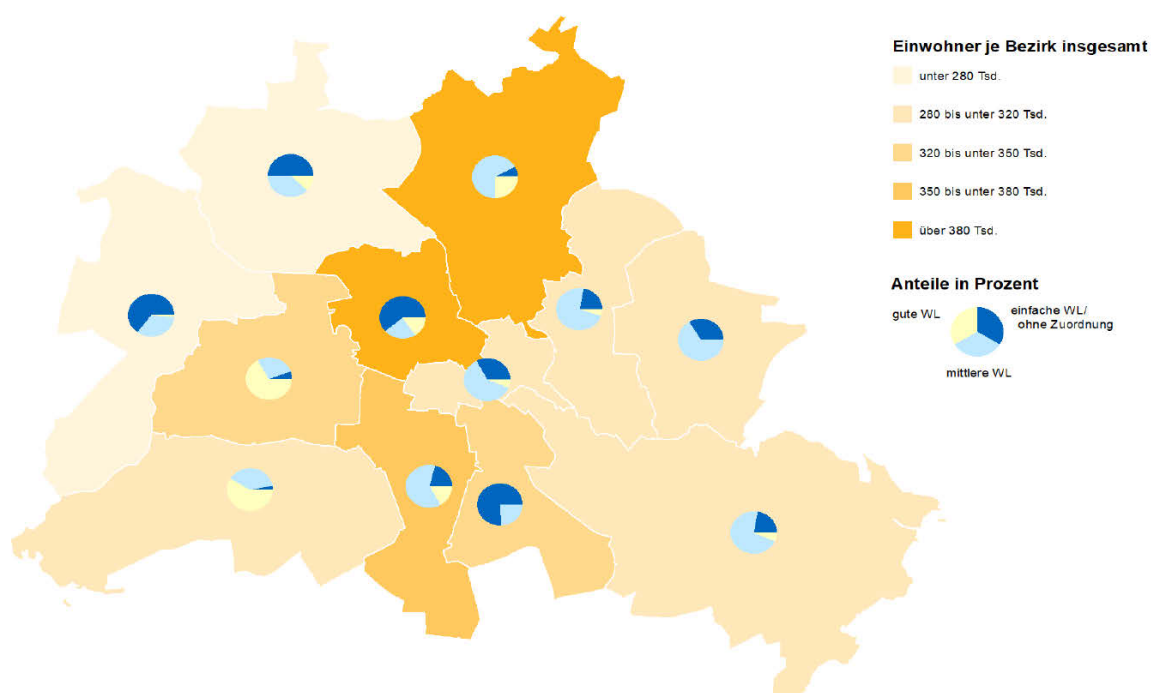 Einwohner je Bezirk insgesamt
unter 280 Tsd.
280 bis unter 320 Tsd.
320 bis unter 350 Tsd.
350 bis unter 380 Tsd.
über 380 Tsd.
Anteile in Prozent
gute WL
einfache WL/
ohne Zuordnung
mittlere WL